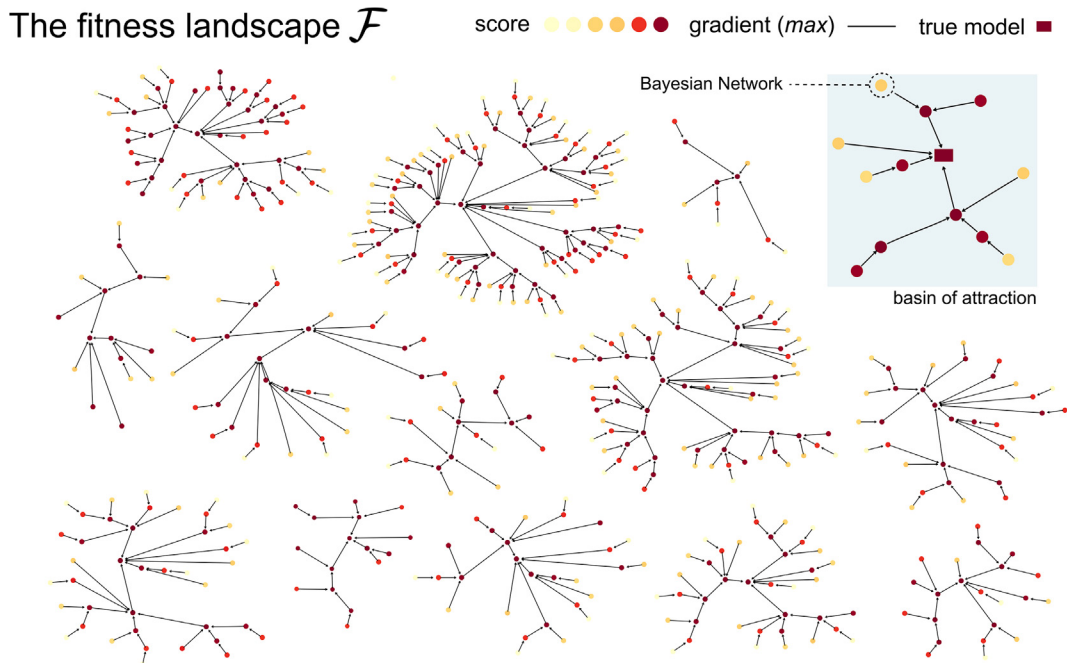 The fitness landscape ℱ
score gradient (max) true model
Bayesian Network
basin of attraction